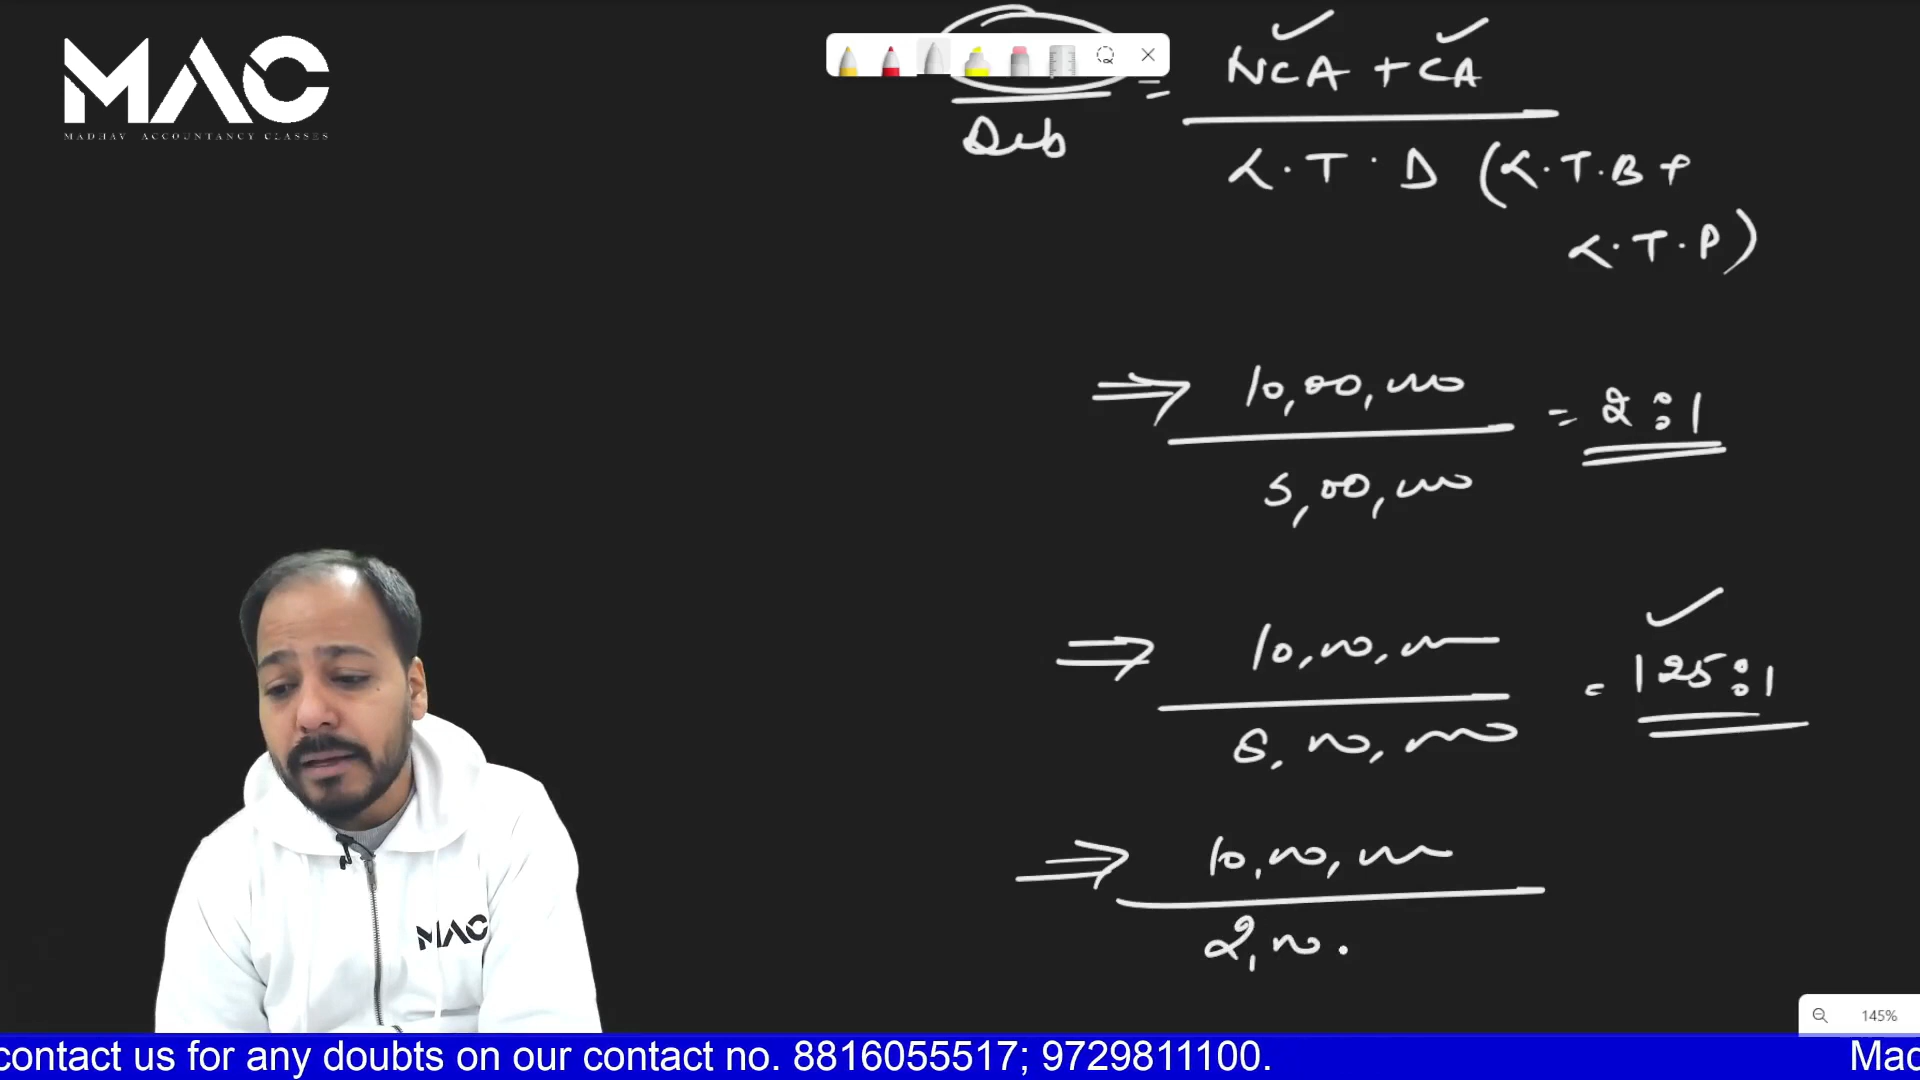 MAC
MADHAV ACCOUNTANCY CLASSES
Deb = NCA + CA
L.T.D (L.T.B +
L.T.P)
⇒ 10,00,000 = 2:1
5,00,000
⇒ 10,00,000 = 125:1
8,00,000
⇒ 10,00,000
2,00.
MAC
145%
contact us for any doubts on our contact no. 8816055517; 9729811100.
Mac